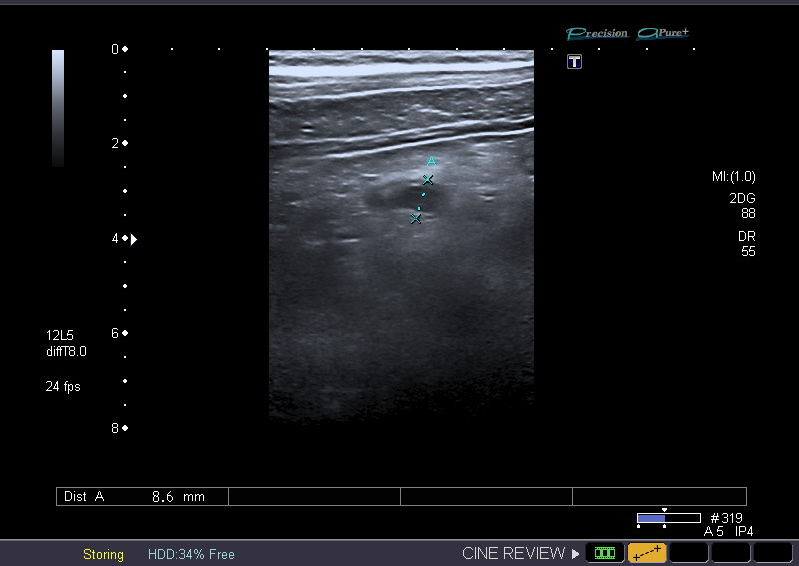 Precision APure+
T
0
2
A
MI:(1.0)
2DG
88
DR
55
4
6
12L5
diffT8.0
24 fps
8
Dist A 8.6 mm
#319
A 5 IP4
Storing HDD:34% Free CINE REVIEW